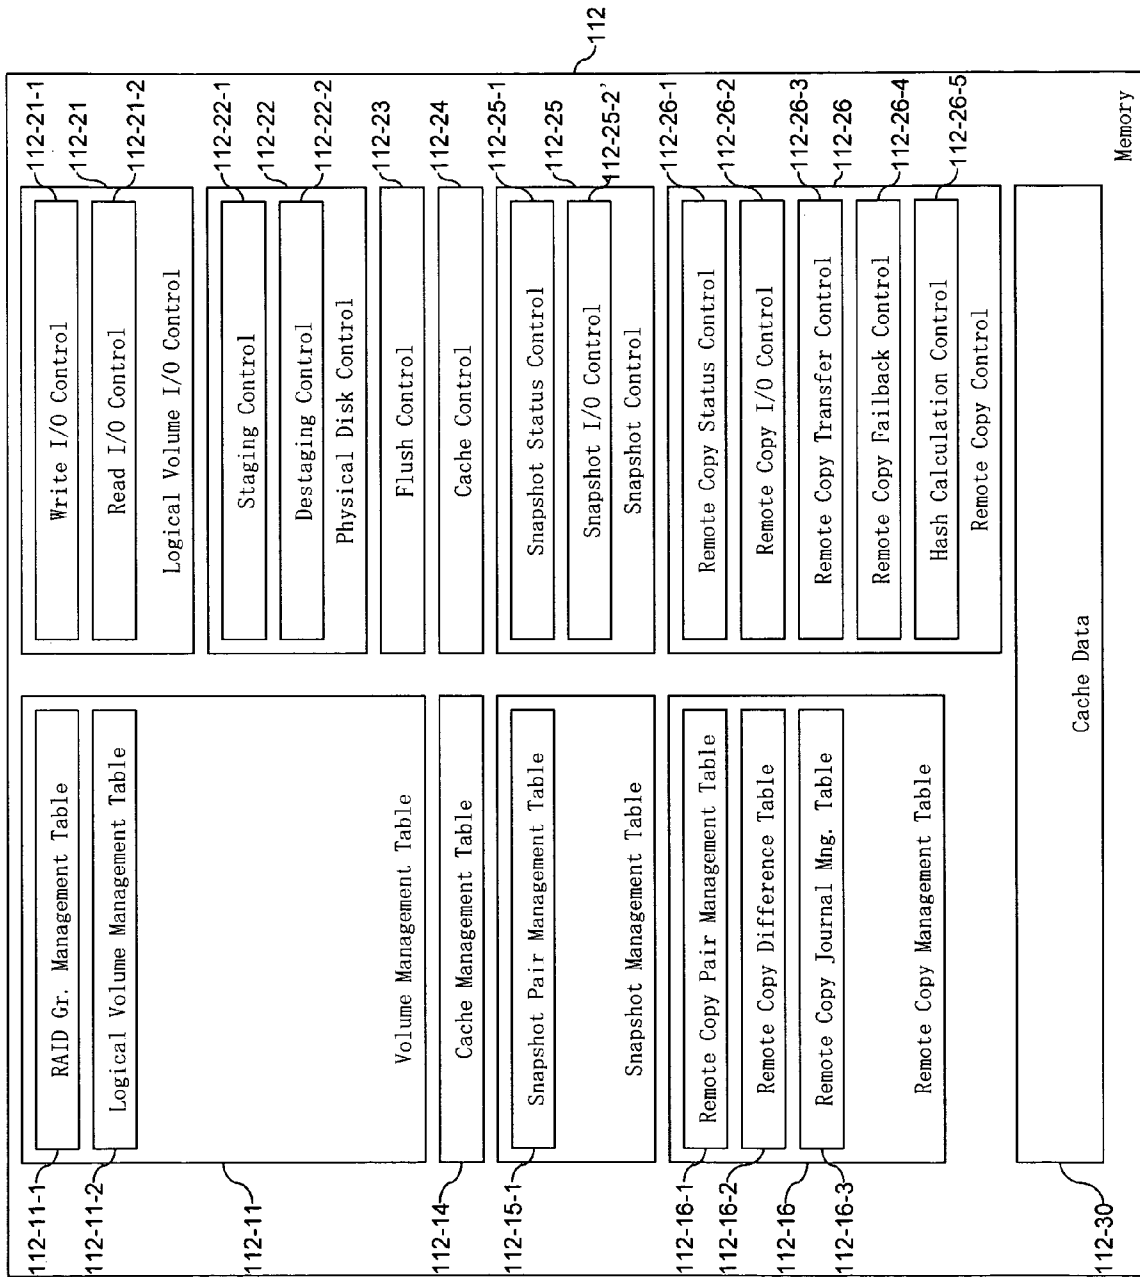 112-11-1
RAID Gr. Management Table
112-11-2
Logical Volume Management Table
112-11
Volume Management Table
112-14
Cache Management Table
112-15-1
Snapshot Pair Management Table
Snapshot Management Table
112-16-1
Remote Copy Pair Management Table
112-16-2
Remote Copy Difference Table
112-16
112-16-3
Remote Copy Journal Mng. Table
Remote Copy Management Table
112-30
Cache Data
Write I/O Control
112-21-1
112-21
Read I/O Control
112-21-2
Logical Volume I/O Control
Staging Control
112-22-1
112-22
Destaging Control
112-22-2
Physical Disk Control
Flush Control
112-23
Cache Control
112-24
Snapshot Status Control
112-25-1
112-25
Snapshot I/O Control
112-25-2'
Snapshot Control
Remote Copy Status Control
112-26-1
Remote Copy I/O Control
112-26-2
Remote Copy Transfer Control
112-26-3
112-26
Remote Copy Failback Control
112-26-4
Hash Calculation Control
112-26-5
Remote Copy Control
112
Memory